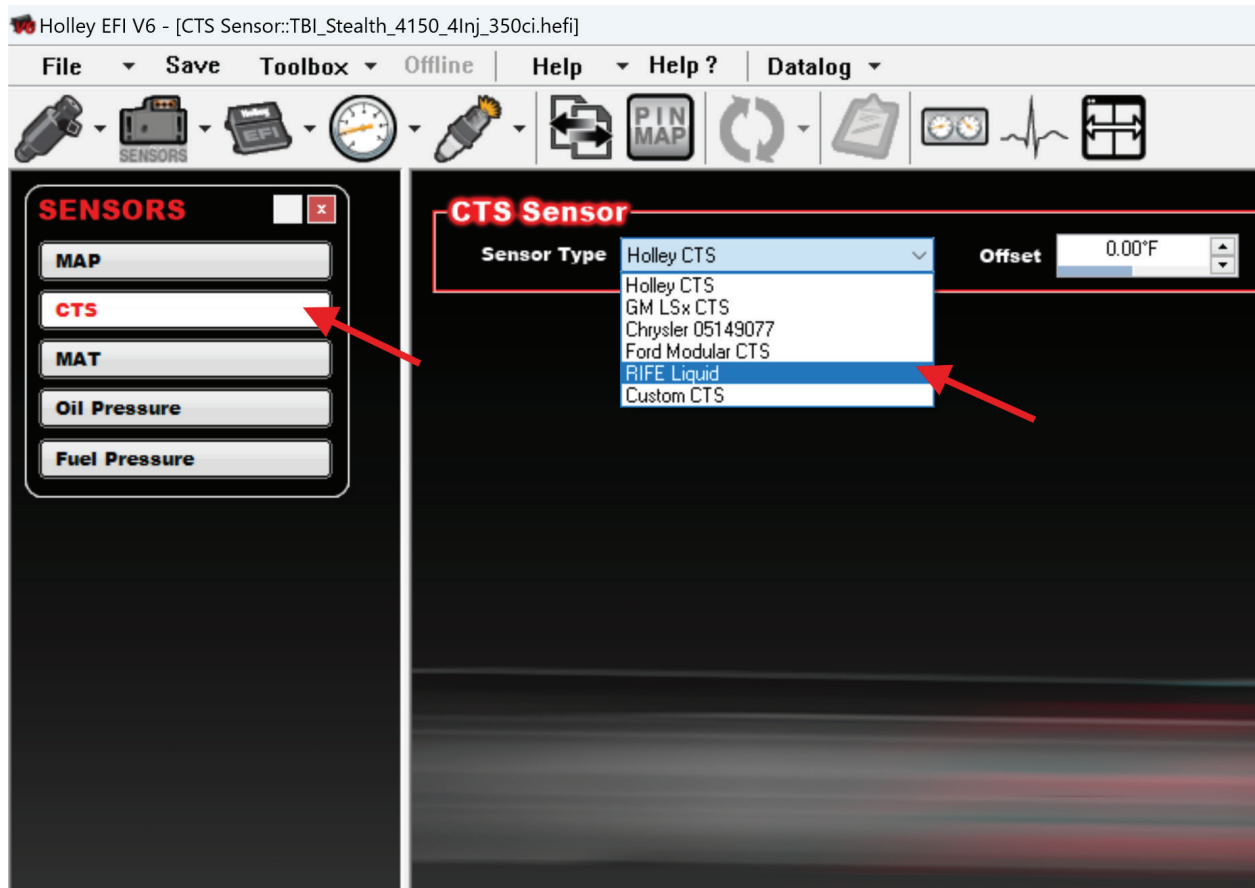 Holley EFI V6 - [CTS Sensor::TBI_Stealth_4150_4Inj_350ci.hefi]
File Save Toolbox Offline Help Help ? Datalog
SENSORS
EFI
PIN
MAP
SENSORS
x
MAP
CTS
MAT
Oil Pressure
Fuel Pressure
CTS Sensor
Sensor Type Holley CTS Offset 0.00°F
Holley CTS
GM LSx CTS
Chrysler 05149077
Ford Modular CTS
RIFE Liquid
Custom CTS